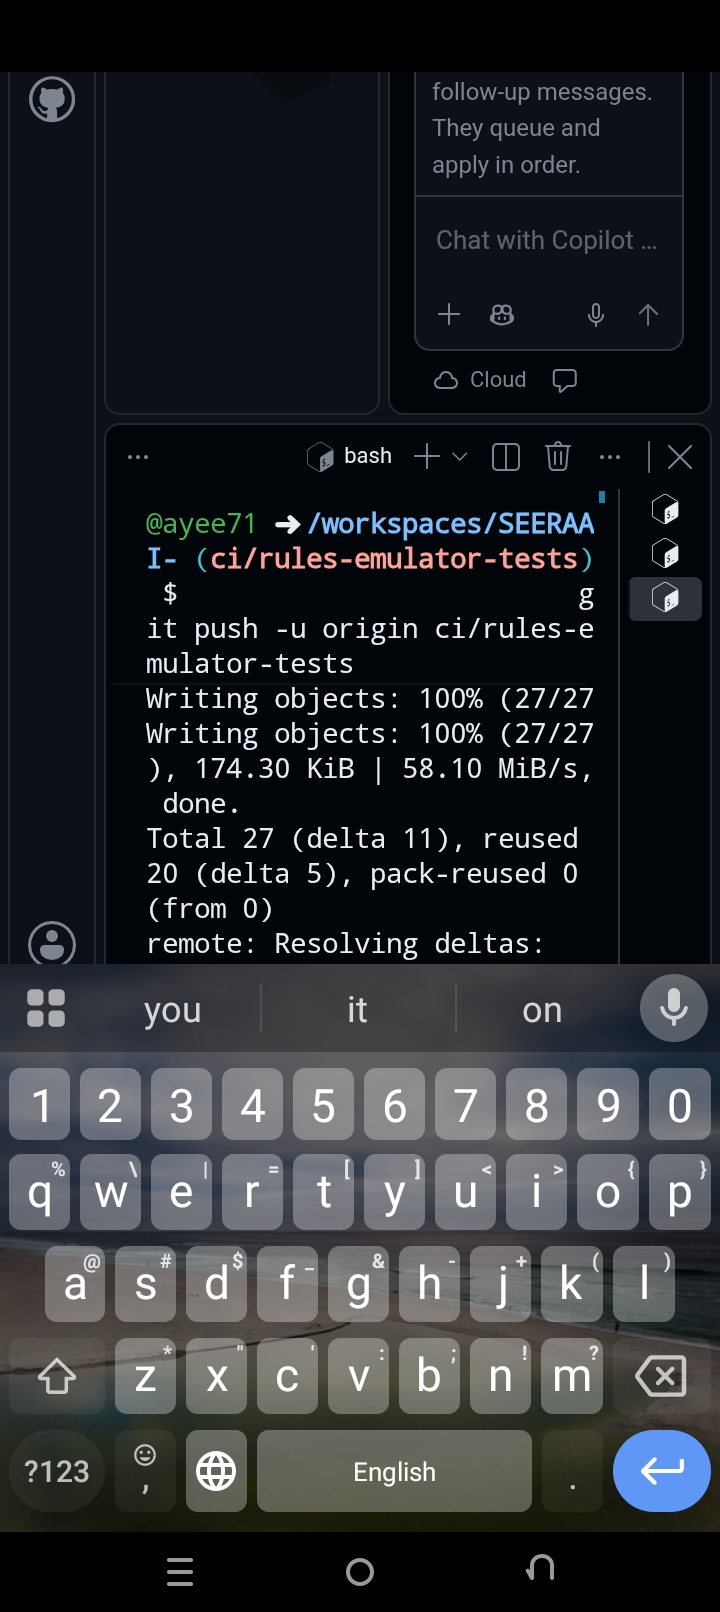 follow-up messages.
They queue and
apply in order.
Chat with Copilot ...
Cloud
bash
@ayee71 ➜ /workspaces/SEERAA
I- (ci/rules-emulator-tests)
$ g
it push -u origin ci/rules-e
mulator-tests
Writing objects: 100% (27/27
Writing objects: 100% (27/27
), 174.30 KiB | 58.10 MiB/s,
done.
Total 27 (delta 11), reused
20 (delta 5), pack-reused 0
(from 0)
remote: Resolving deltas:
you it on
1 2 3 4 5 6 7 8 9 0
% \ | = [ ] < > { }
q w e r t y u i o p
@ # $ _ & - + ( )
a s d f g h j k l
* " ' : ; ! ?
z x c v b n m
?123 , English .